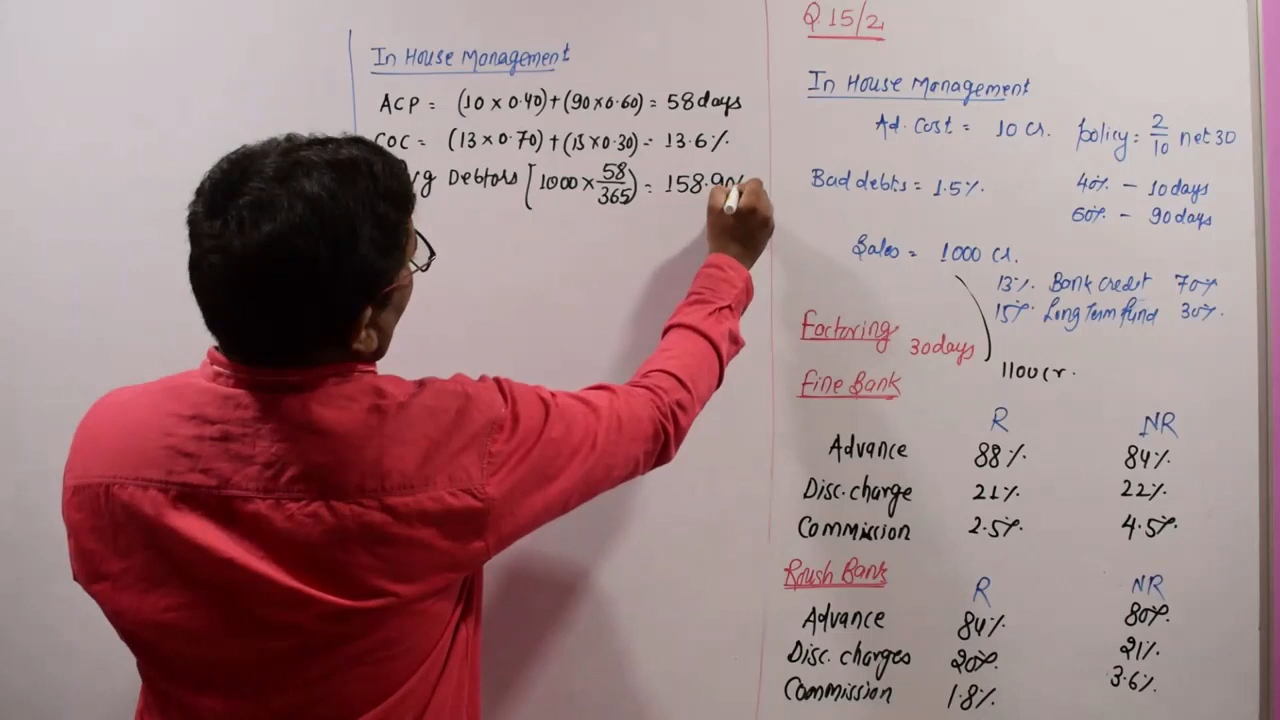 In House Management
ACP = (10 x 0.40) + (90 x 0.60) = 58 days
COC = (13 x 0.70) + (15 x 0.30) = 13.6%
g Debtors [1000 x 58/365) = 158.90
Q.15/2
In House Management
Ad. Cost = 10 Cr. policy: 2/10 net 30
Bad debts = 1.5%
40% - 10 days
60% - 90 days
Sales = 1000 Cr.
13% Bank credit 70%
15% Long Term fund 30%
Factoring 30 days
1100 cr.
Fine Bank
R NR
Advance 88% 84%
Disc. charge 21% 22%
Commission 2.5% 4.5%
Roush Bank
R NR
Advance 84% 80%
Disc. charges 20% 21%
Commission 1.8% 3.6%